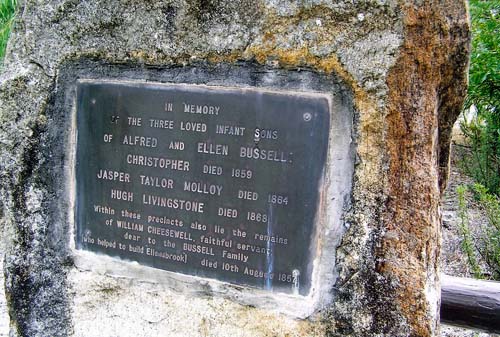 IN MEMORY
OF THE THREE LOVED INFANT SONS
OF ALFRED AND ELLEN BUSSELL:
CHRISTOPHER DIED 1859
JASPER TAYLOR MOLLOY DIED 1864
HUGH LIVINGSTONE DIED 1868
Within these precincts also lie the remains
of WILLIAM CHEESEWELL, faithful servant
dear to the BUSSELL Family
[who helped to build Ellensbrook] died 10th August